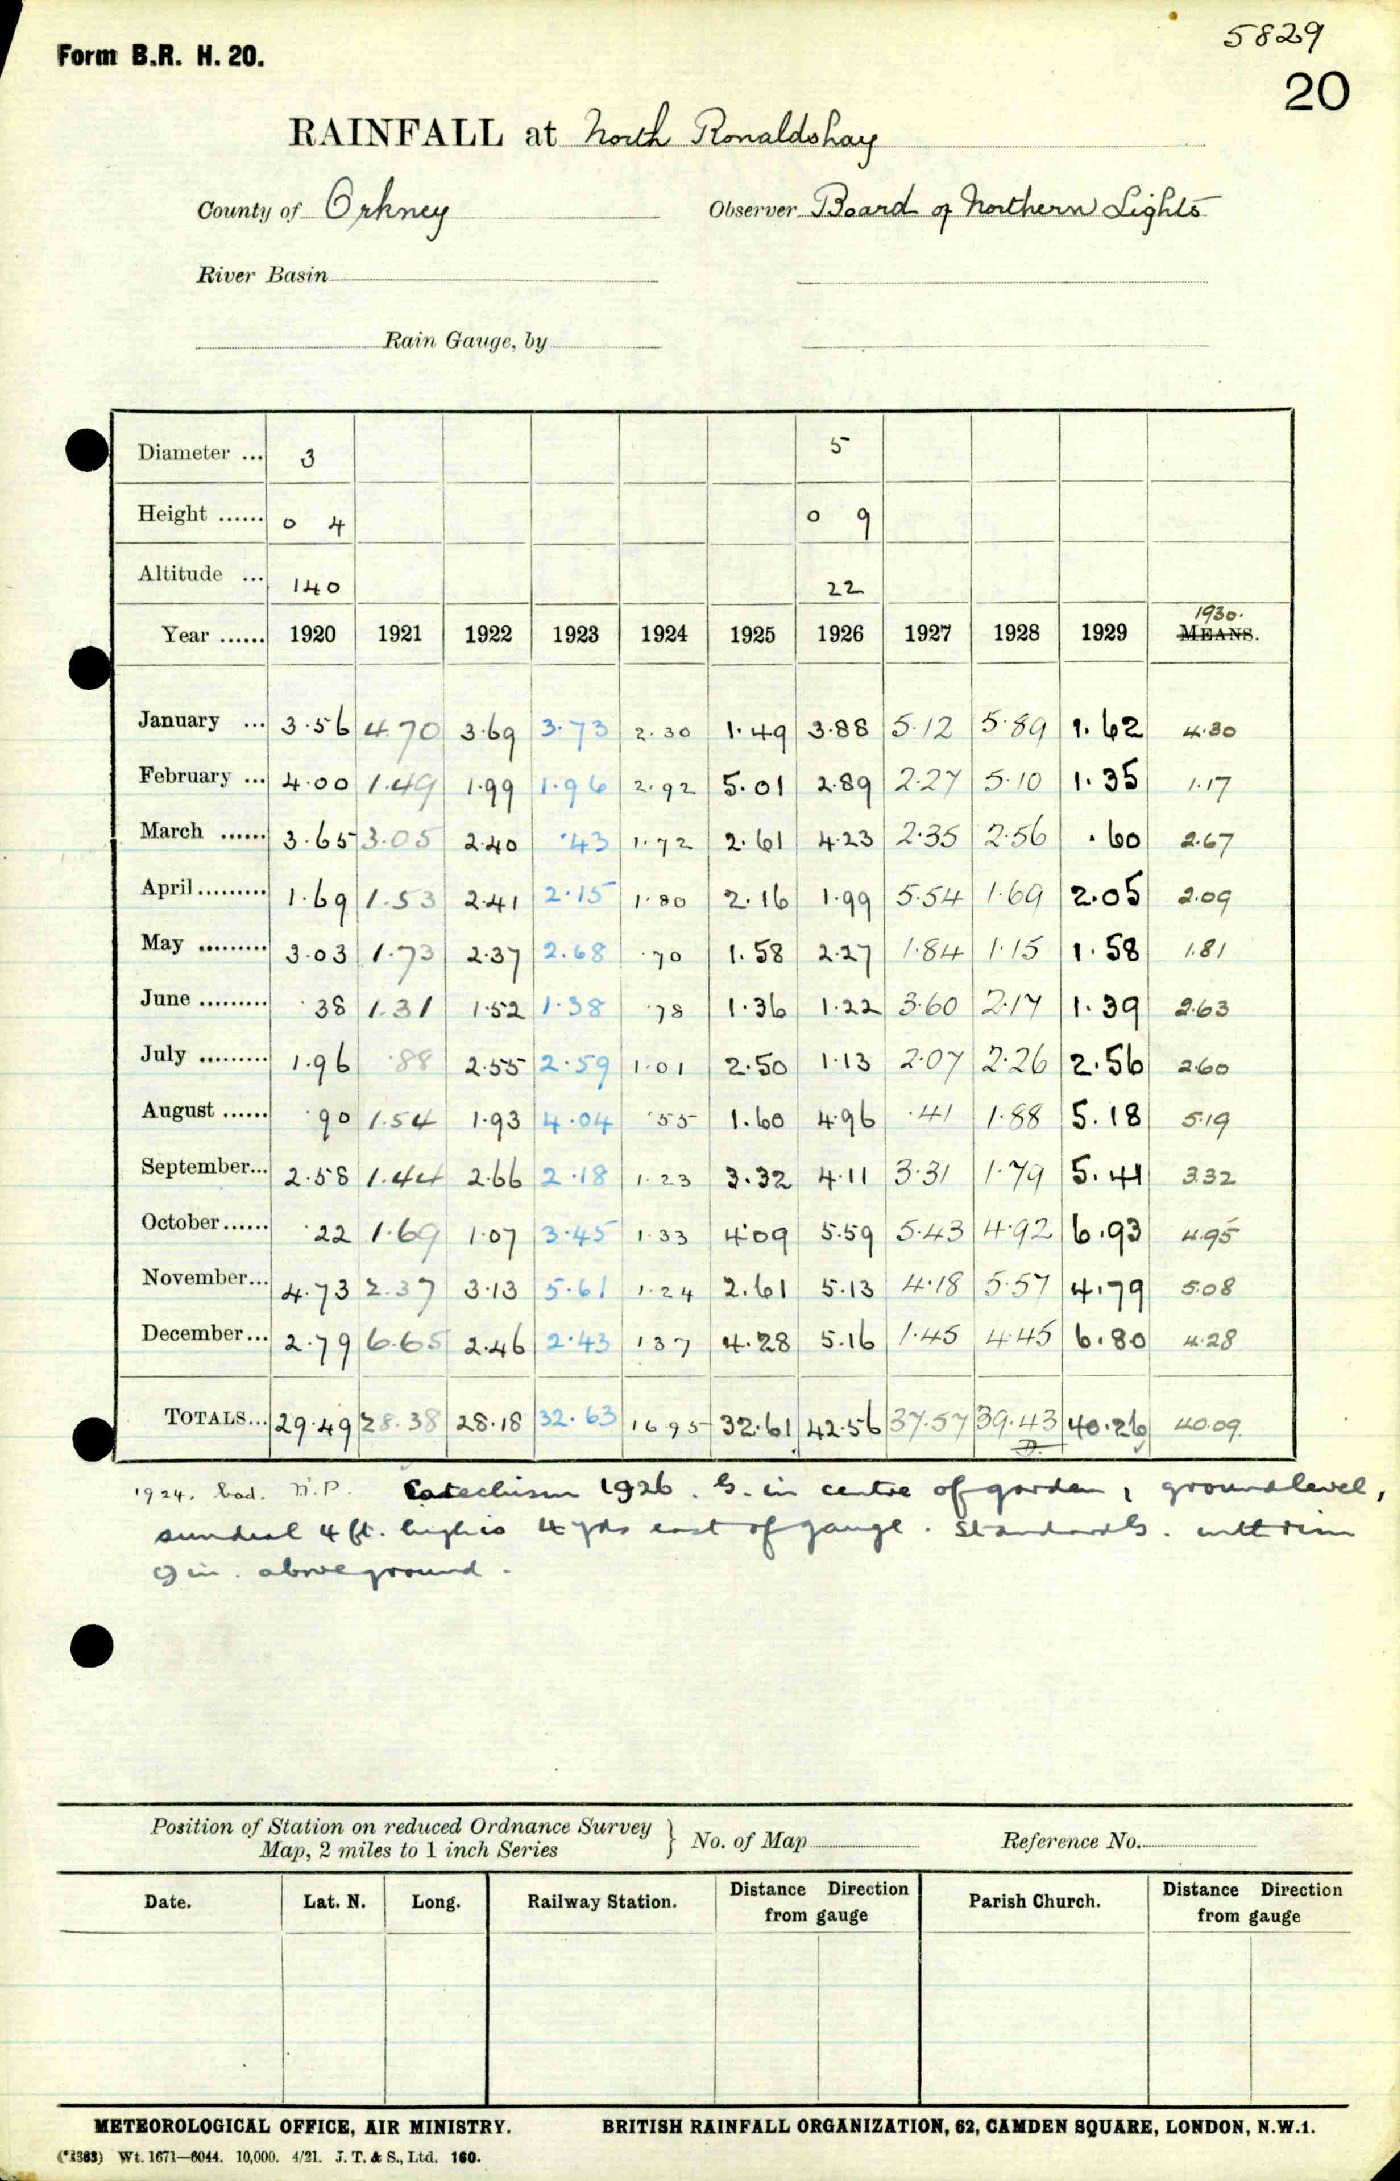 5829
Form B.R. H. 20.
20
RAINFALL at North Ronaldshay
County of Orkney Observer Board of Northern Lights
River Basin
Rain Gauge, by
Diameter ... 3 5
Height ...... 0 4 0 9
Altitude ... 140 22
1930.
Year ...... 1920 1921 1922 1923 1924 1925 1926 1927 1928 1929 MEANS.
January ... 3.56 4.70 3.69 3.73 2.30 1.49 3.88 5.12 5.89 1.62 4.30
February ... 4.00 1.49 1.99 1.96 2.92 5.01 2.89 2.27 5.10 1.35 1.17
March ...... 3.65 3.05 2.40 .43 1.72 2.61 4.23 2.35 2.56 .60 2.67
April ......... 1.69 1.53 2.41 2.15 1.80 2.16 1.99 5.54 1.69 2.05 2.09
May ......... 3.03 1.73 2.37 2.68 .70 1.58 2.27 1.84 1.15 1.58 1.81
June ......... .38 1.31 1.52 1.38 .78 1.36 1.22 3.60 2.17 1.39 2.63
July ......... 1.96 .88 2.55 2.59 1.01 2.50 1.13 2.07 2.26 2.56 2.60
August ...... .90 1.54 1.93 4.04 .55 1.60 4.96 .41 1.88 5.18 5.19
September... 2.58 1.44 2.66 2.18 1.23 3.32 4.11 3.31 1.79 5.41 3.32
October...... .22 1.69 1.07 3.45 1.33 4.09 5.59 5.43 4.92 6.93 4.95
November... 4.73 2.37 3.13 5.61 1.24 2.61 5.13 4.18 5.57 4.79 5.08
December... 2.79 6.65 2.46 2.43 1 37 4.28 5.16 1.45 4.45 6.80 4.28
TOTALS... 29.49 28.38 28.18 32.63 16 95 32.61 42.56 37.57 39.43 40.26 40.09
1924. bad. N.P. Catechism 1926. G. in centre of garden, ground level,
sundial 4 ft. high is 4 yds east of gauge. Standard G. with rim
9 in. above ground.
Position of Station on reduced Ordnance Survey
Map, 2 miles to 1 inch Series } No. of Map Reference No.
Date. Lat. N. Long. Railway Station. Distance Direction from gauge Parish Church. Distance Direction from gauge
METEOROLOGICAL OFFICE, AIR MINISTRY. BRITISH RAINFALL ORGANIZATION, 62, CAMDEN SQUARE, LONDON, N.W.1.
(*1363) Wt. 1671—6044. 10,000. 4/21. J. T. & S., Ltd. 160.